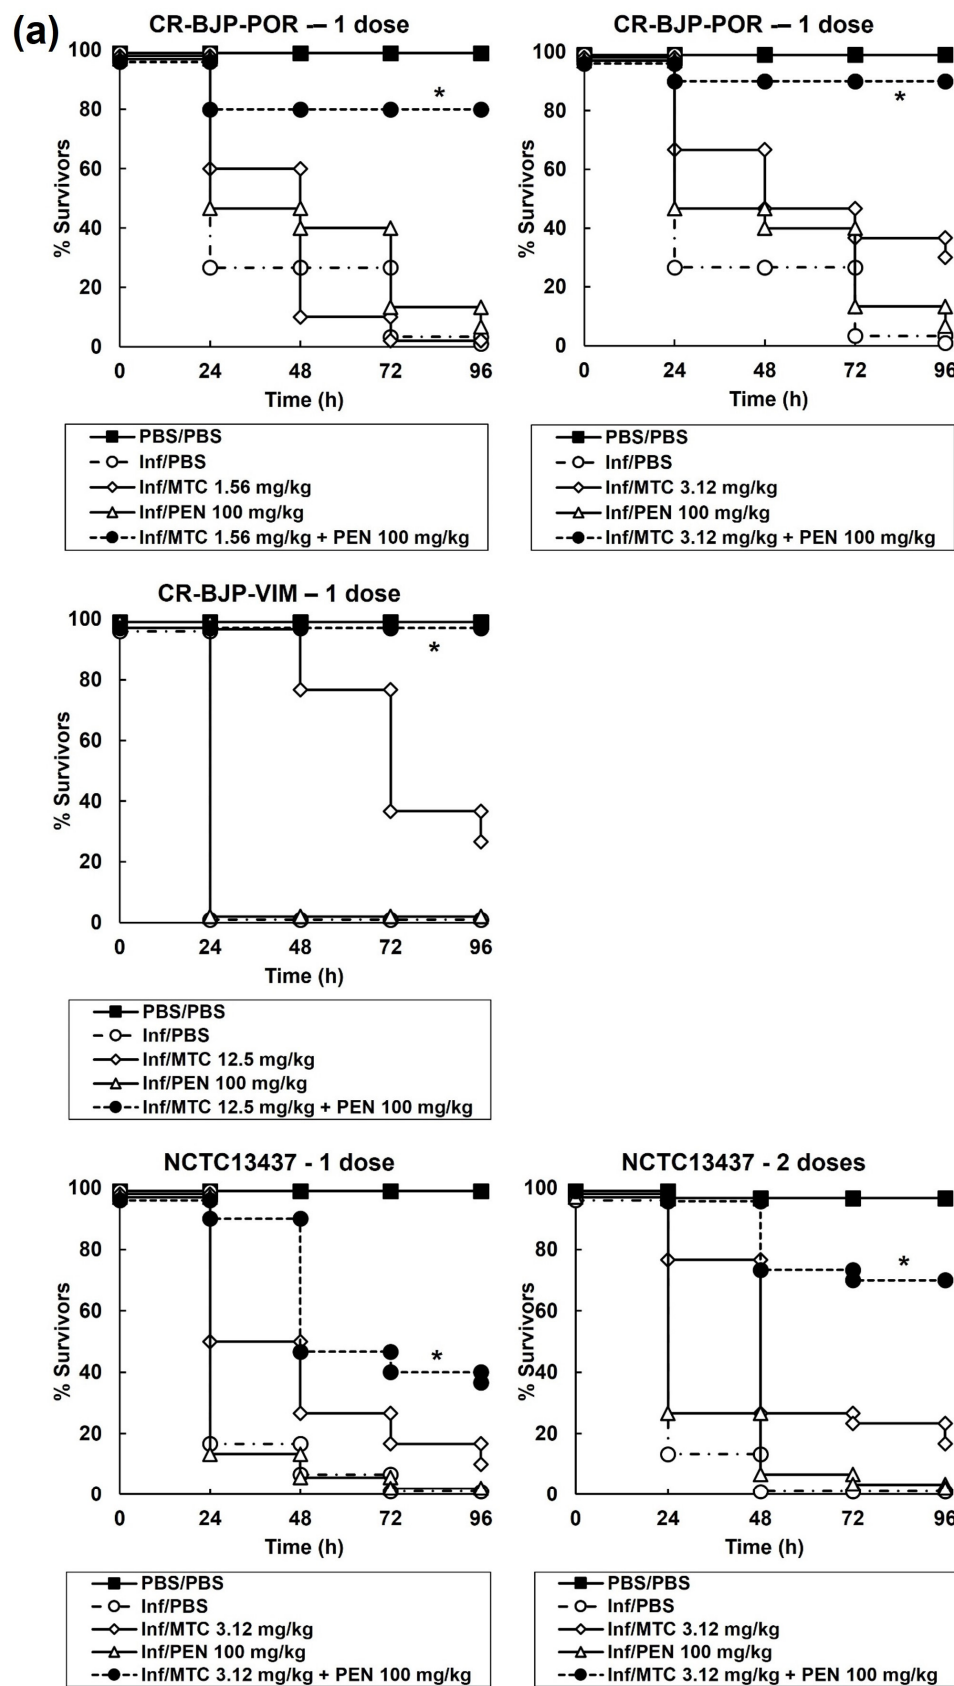 (a)
CR-BJP-POR -– 1 dose
100
80
60
40
20
0
% Survivors
*
0 24 48 72 96
Time (h)
PBS/PBS
Inf/PBS
Inf/MTC 1.56 mg/kg
Inf/PEN 100 mg/kg
Inf/MTC 1.56 mg/kg + PEN 100 mg/kg
CR-BJP-POR -– 1 dose
100
80
60
40
20
0
% Survivors
*
0 24 48 72 96
Time (h)
PBS/PBS
Inf/PBS
Inf/MTC 3.12 mg/kg
Inf/PEN 100 mg/kg
Inf/MTC 3.12 mg/kg + PEN 100 mg/kg
CR-BJP-VIM – 1 dose
100
80
60
40
20
0
% Survivors
*
0 24 48 72 96
Time (h)
PBS/PBS
Inf/PBS
Inf/MTC 12.5 mg/kg
Inf/PEN 100 mg/kg
Inf/MTC 12.5 mg/kg + PEN 100 mg/kg
NCTC13437 - 1 dose
100
80
60
40
20
0
% Survivors
*
0 24 48 72 96
Time (h)
PBS/PBS
Inf/PBS
Inf/MTC 3.12 mg/kg
Inf/PEN 100 mg/kg
Inf/MTC 3.12 mg/kg + PEN 100 mg/kg
NCTC13437 - 2 doses
100
80
60
40
20
0
% Survivors
*
0 24 48 72 96
Time (h)
PBS/PBS
Inf/PBS
Inf/MTC 3.12 mg/kg
Inf/PEN 100 mg/kg
Inf/MTC 3.12 mg/kg + PEN 100 mg/kg